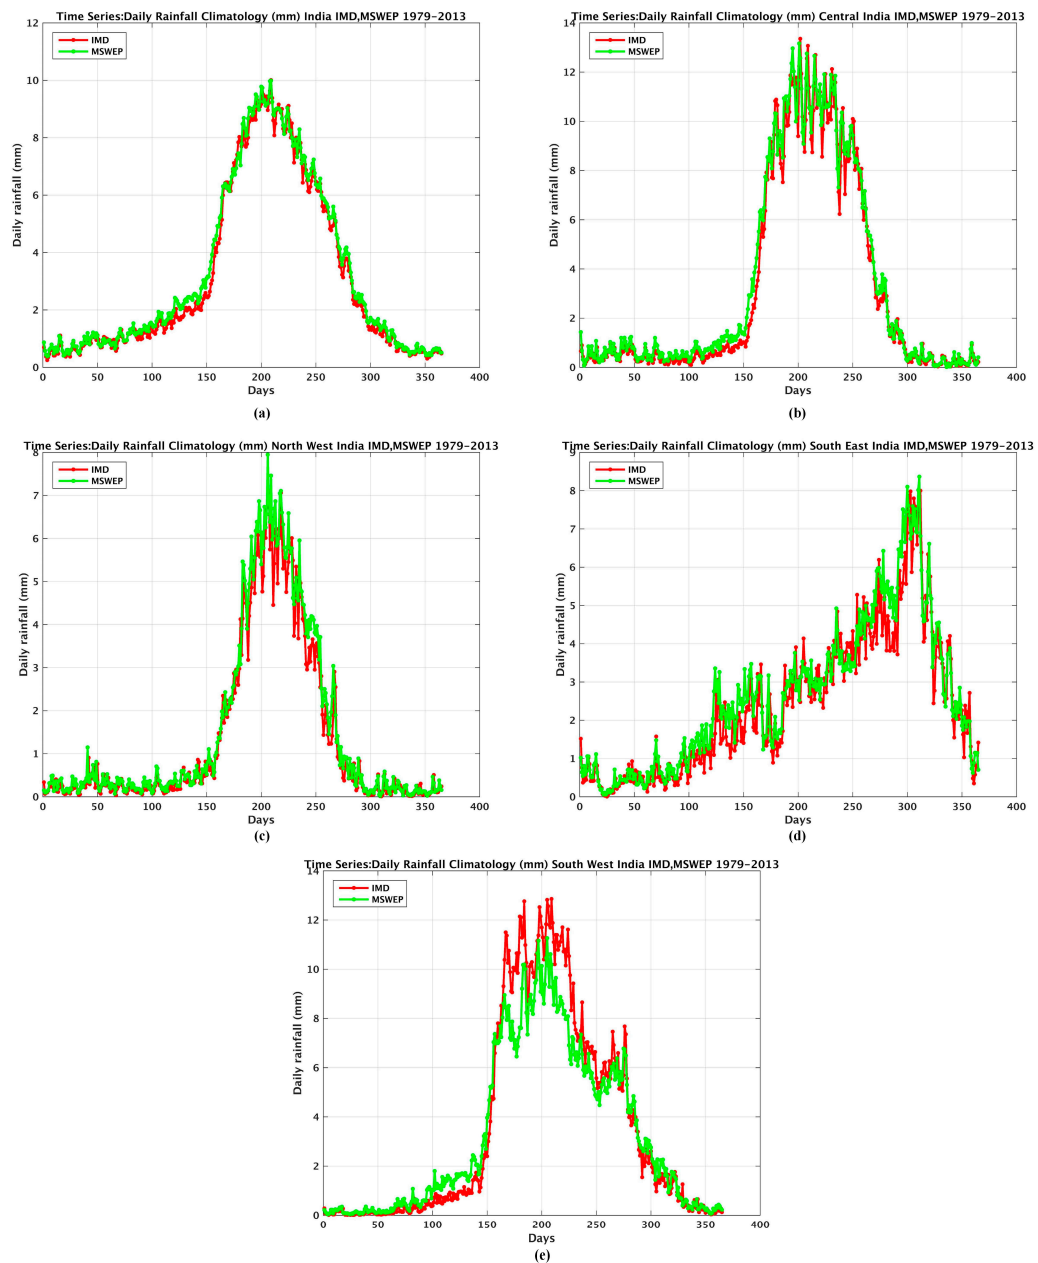 Time Series:Daily Rainfall Climatology (mm) India IMD,MSWEP 1979-2013
12
10
8
6
4
2
0
Daily rainfall (mm)
IMD
MSWEP
0 50 100 150 200 250 300 350 400
Days
(a)
Time Series:Daily Rainfall Climatology (mm) Central India IMD,MSWEP 1979-2013
14
12
10
8
6
4
2
0
Daily rainfall (mm)
IMD
MSWEP
0 50 100 150 200 250 300 350 400
Days
(b)
Time Series:Daily Rainfall Climatology (mm) North West India IMD,MSWEP 1979-2013
8
7
6
5
4
3
2
1
0
Daily rainfall (mm)
IMD
MSWEP
0 50 100 150 200 250 300 350 400
Days
(c)
Time Series:Daily Rainfall Climatology (mm) South East India IMD,MSWEP 1979-2013
9
8
7
6
5
4
3
2
1
0
Daily rainfall (mm)
IMD
MSWEP
0 50 100 150 200 250 300 350 400
Days
(d)
Time Series:Daily Rainfall Climatology (mm) South West India IMD,MSWEP 1979-2013
14
12
10
8
6
4
2
0
Daily rainfall (mm)
IMD
MSWEP
0 50 100 150 200 250 300 350 400
Days
(e)